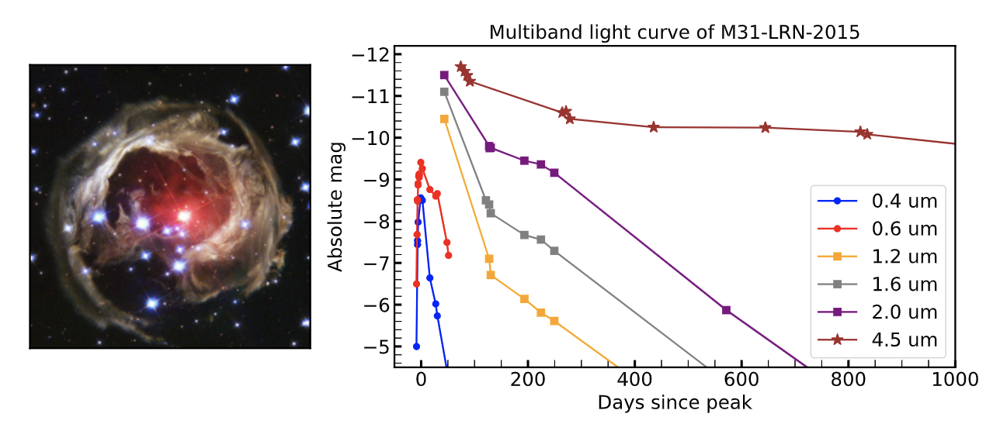 Multiband light curve of M31-LRN-2015
Absolute mag
−12
−11
−10
−9
−8
−7
−6
−5
0.4 um
0.6 um
1.2 um
1.6 um
2.0 um
4.5 um
0 200 400 600 800 1000
Days since peak